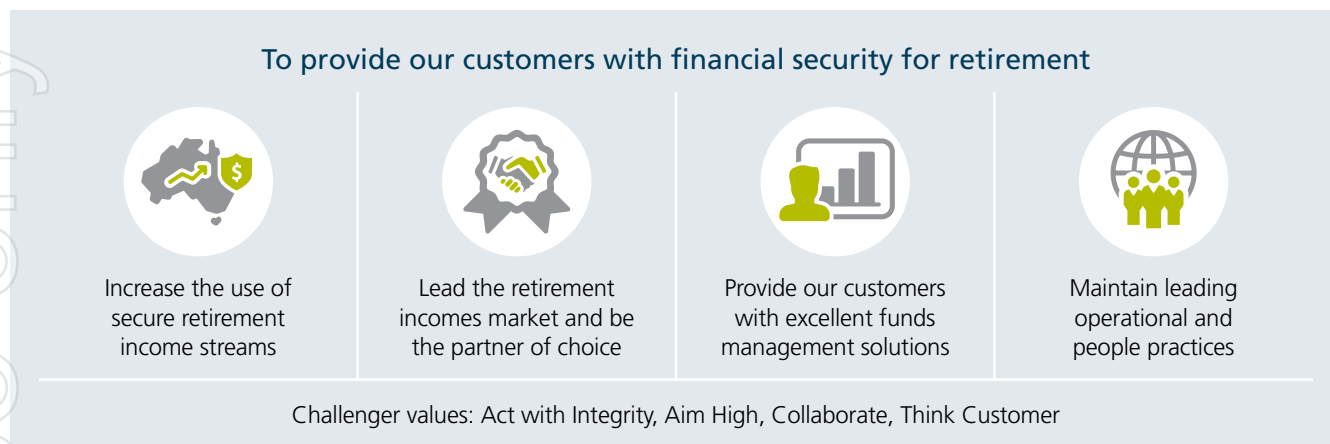 To provide our customers with financial security for retirement
$
Increase the use of
secure retirement
income streams
Lead the retirement
incomes market and be
the partner of choice
Provide our customers
with excellent funds
management solutions
Maintain leading
operational and
people practices
Challenger values: Act with Integrity, Aim High, Collaborate, Think Customer